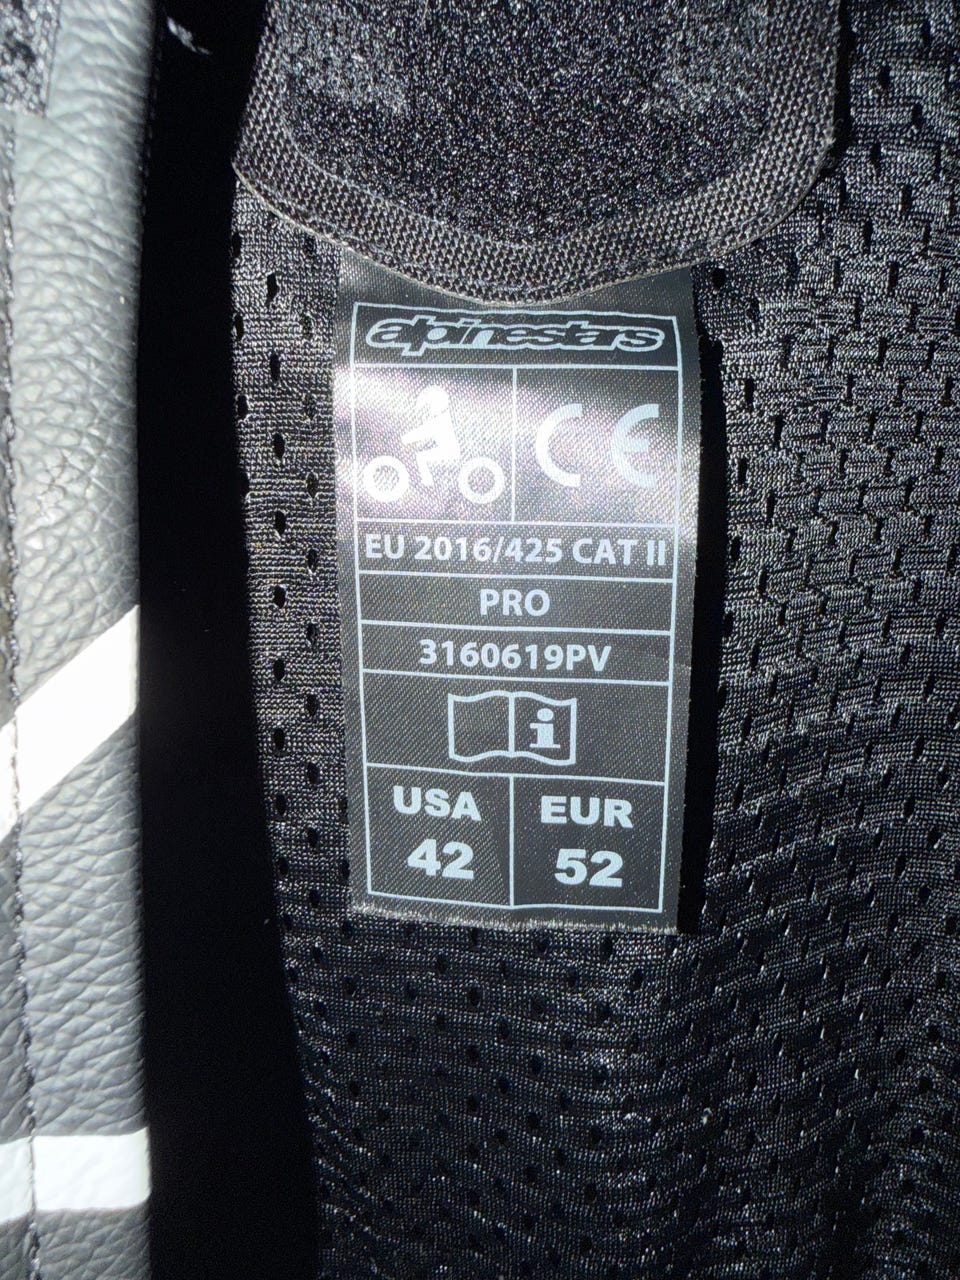 alpinestars
CE
EU 2016/425 CAT II
PRO
3160619PV
i
USA EUR
42 52